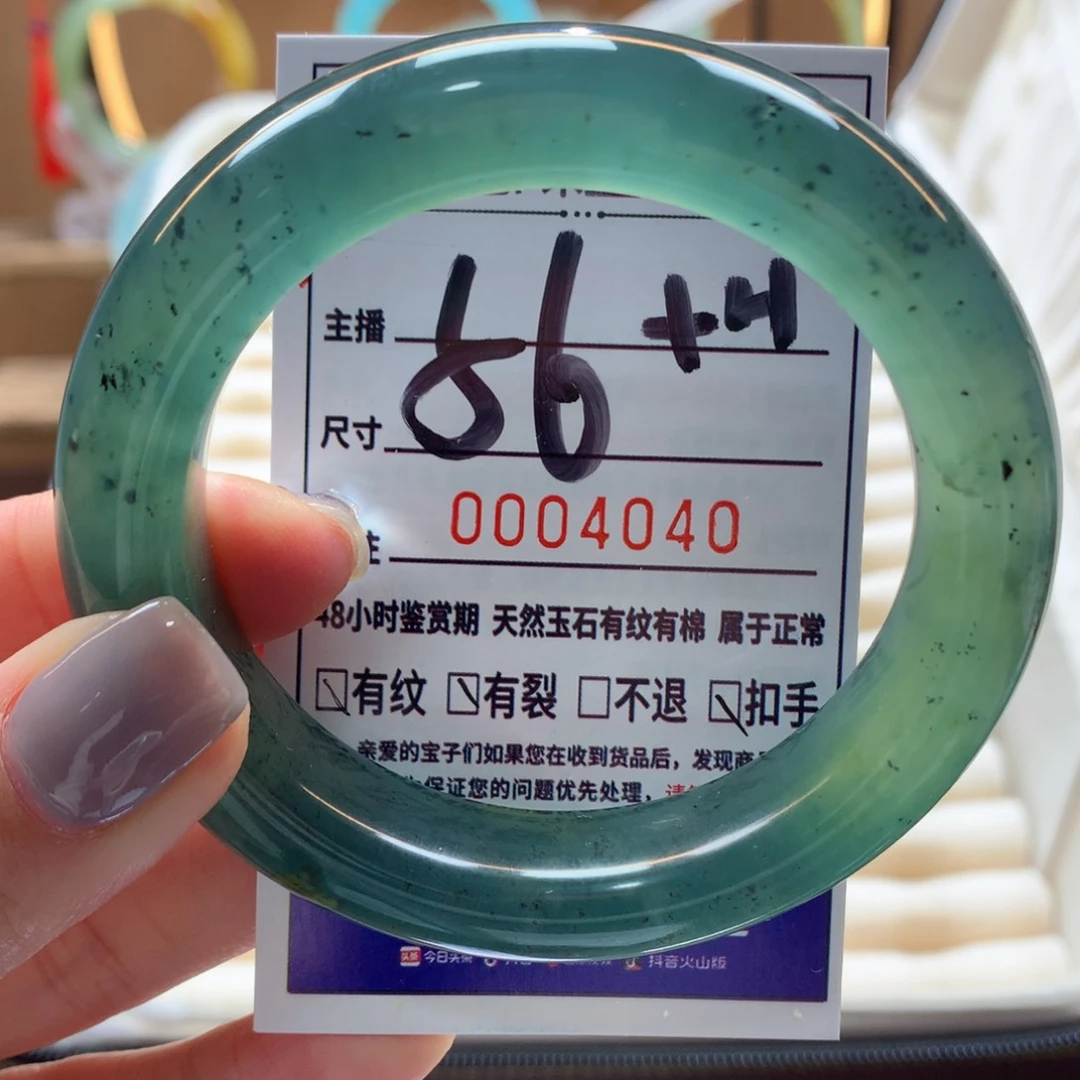 主播
86+4
尺寸
0004040
48小时鉴赏期 天然玉石有纹有棉 属于正常
☑有纹 ☑有裂 □不退 ☑扣手
亲爱的宝子们如果您在收到货品后，发现商
保证您的问题优先处理，
今日头条 抖音火山版